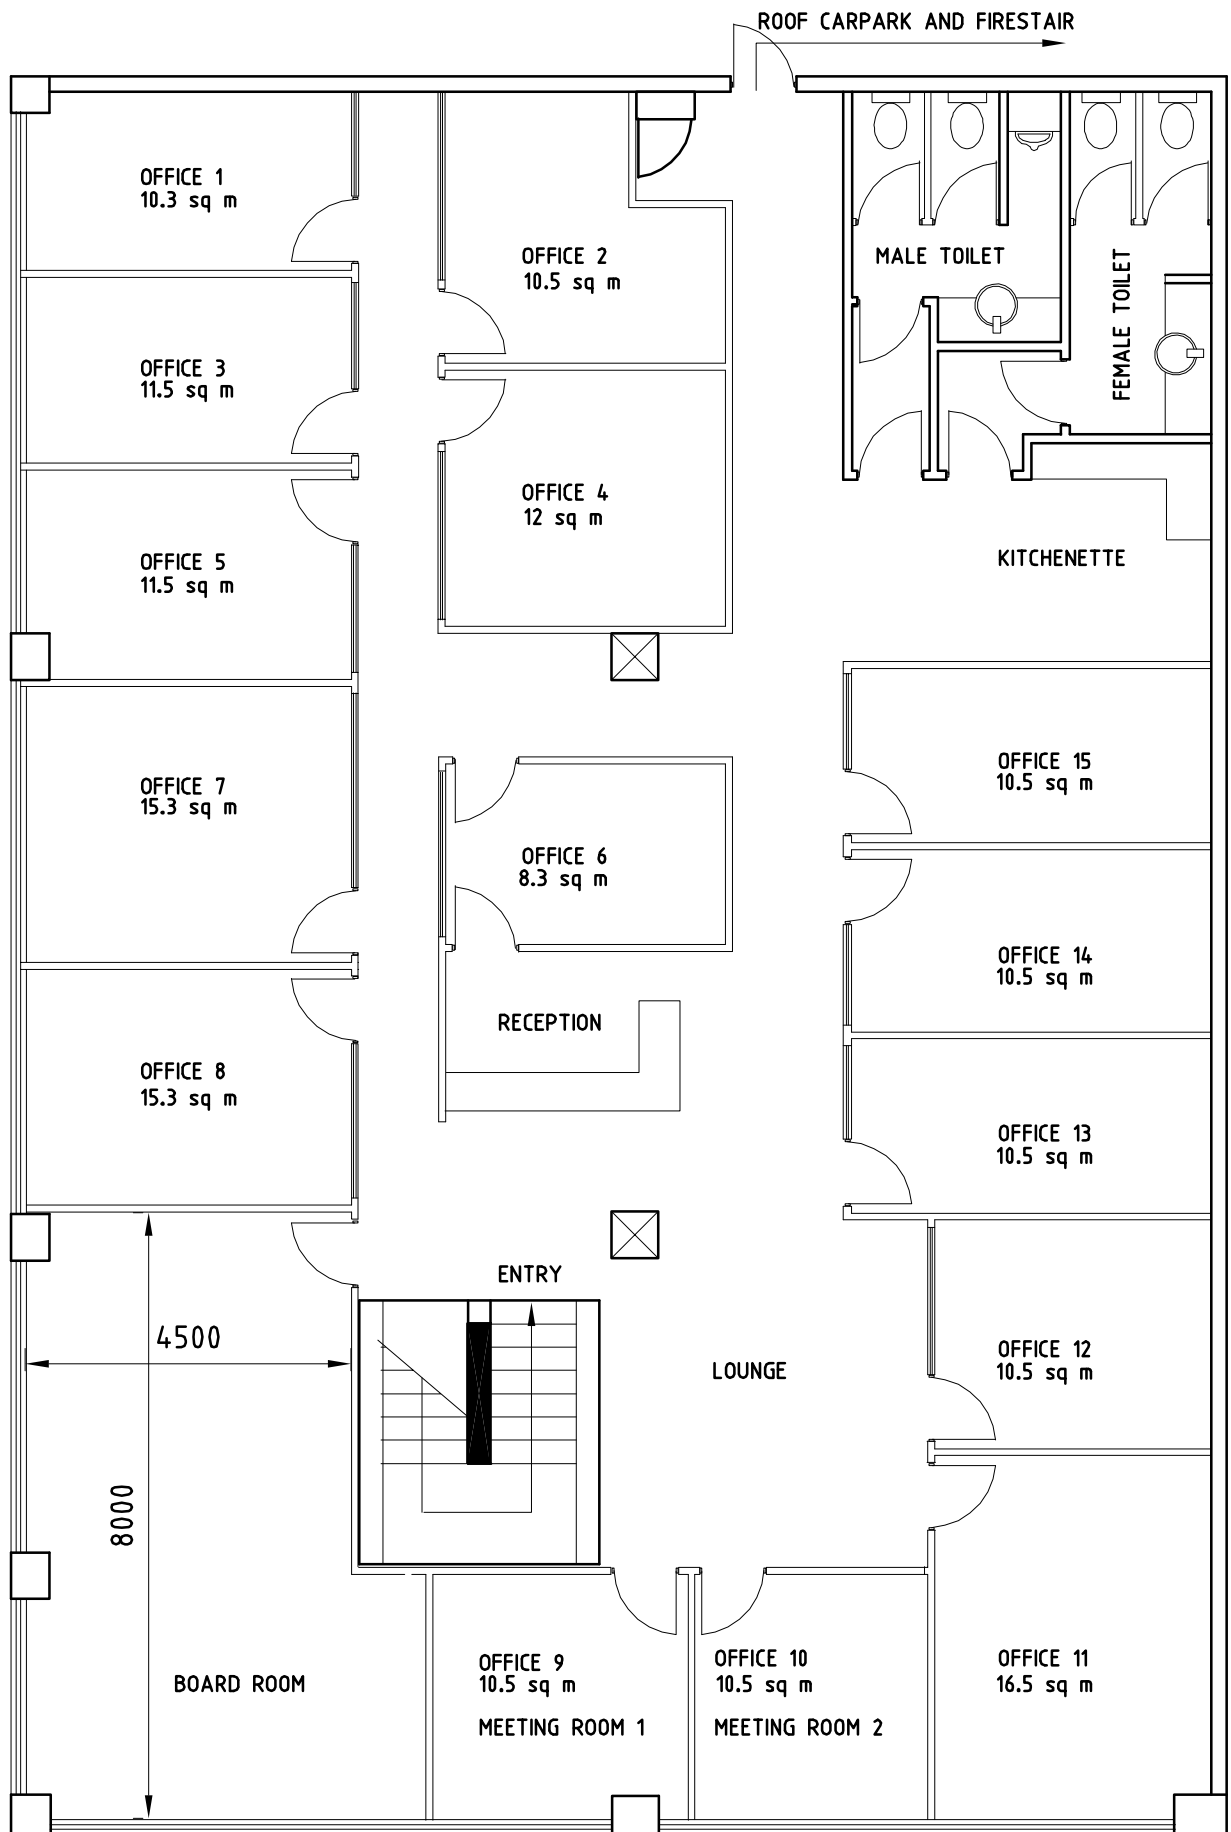 ROOF CARPARK AND FIRESTAIR
OFFICE 1
10.3 sq m
OFFICE 2
10.5 sq m
MALE TOILET
FEMALE TOILET
OFFICE 3
11.5 sq m
OFFICE 4
12 sq m
OFFICE 5
11.5 sq m
KITCHENETTE
OFFICE 7
15.3 sq m
OFFICE 15
10.5 sq m
OFFICE 6
8.3 sq m
OFFICE 14
10.5 sq m
RECEPTION
OFFICE 8
15.3 sq m
OFFICE 13
10.5 sq m
ENTRY
4500
LOUNGE
OFFICE 12
10.5 sq m
8000
BOARD ROOM
OFFICE 9
10.5 sq m
MEETING ROOM 1
OFFICE 10
10.5 sq m
MEETING ROOM 2
OFFICE 11
16.5 sq m